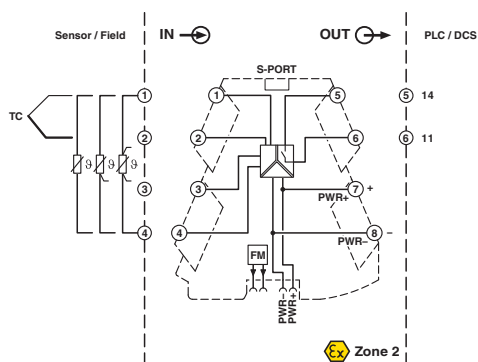 Sensor / Field
IN
OUT
PLC / DCS
S-PORT
TC
1
1
5
5 14
2
2
6
6 11
ϑ ϑ ϑ
3
3
7 +
PWR+
4
4
8 –
PWR–
FM
PWR–
PWR+
Ex Zone 2